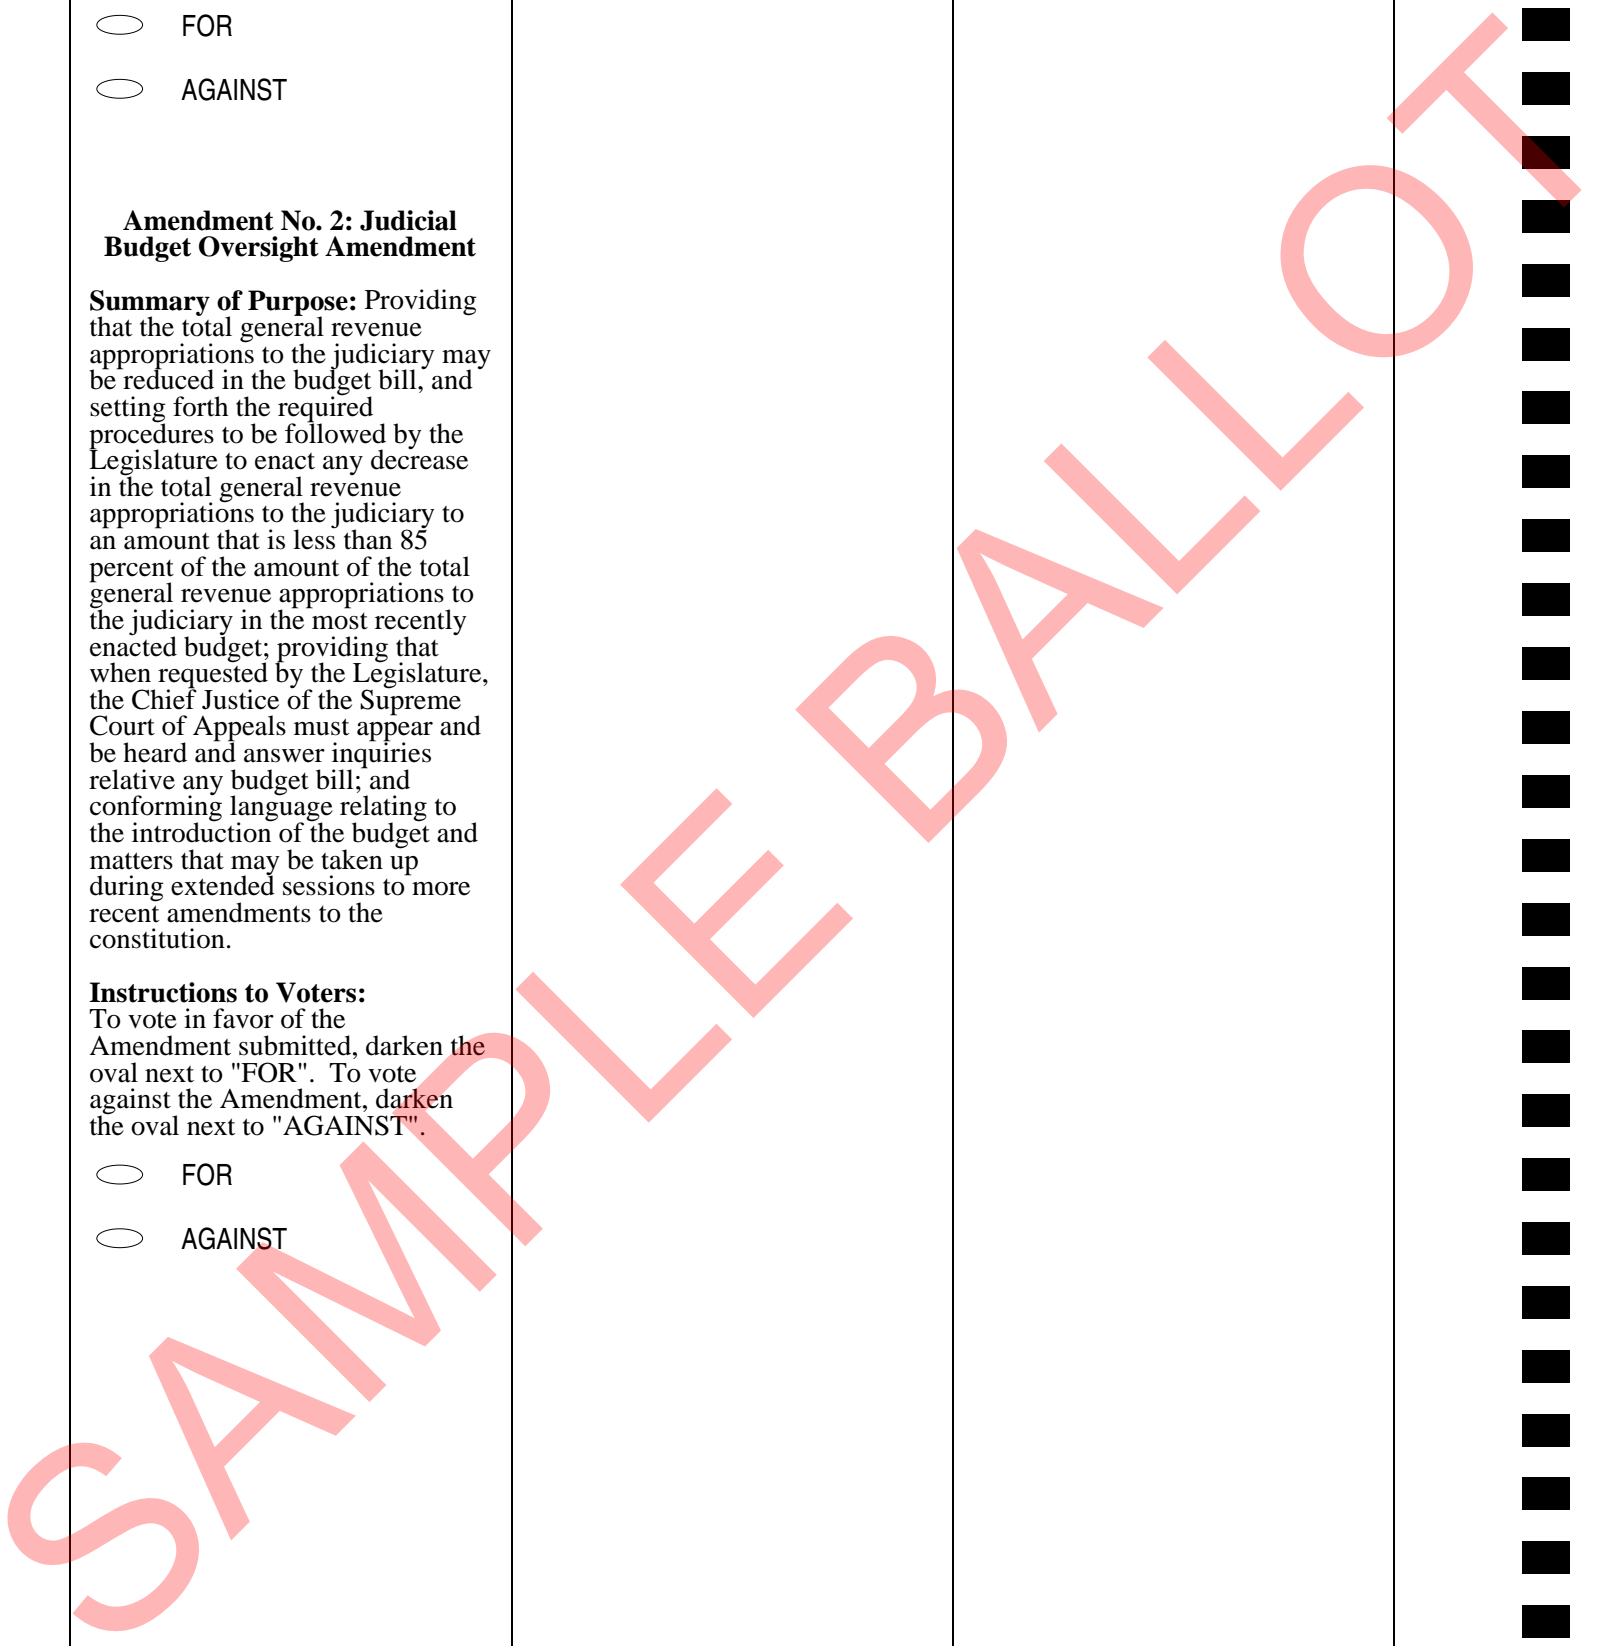 FOR
AGAINST
Amendment No. 2: Judicial
Budget Oversight Amendment
Summary of Purpose: Providing
that the total general revenue
appropriations to the judiciary may
be reduced in the budget bill, and
setting forth the required
procedures to be followed by the
Legislature to enact any decrease
in the total general revenue
appropriations to the judiciary to
an amount that is less than 85
percent of the amount of the total
general revenue appropriations to
the judiciary in the most recently
enacted budget; providing that
when requested by the Legislature,
the Chief Justice of the Supreme
Court of Appeals must appear and
be heard and answer inquiries
relative any budget bill; and
conforming language relating to
the introduction of the budget and
matters that may be taken up
during extended sessions to more
recent amendments to the
constitution.
Instructions to Voters:
To vote in favor of the
Amendment submitted, darken the
oval next to "FOR".  To vote
against the Amendment, darken
the oval next to "AGAINST".
FOR
AGAINST
SAMPLE BALLOT